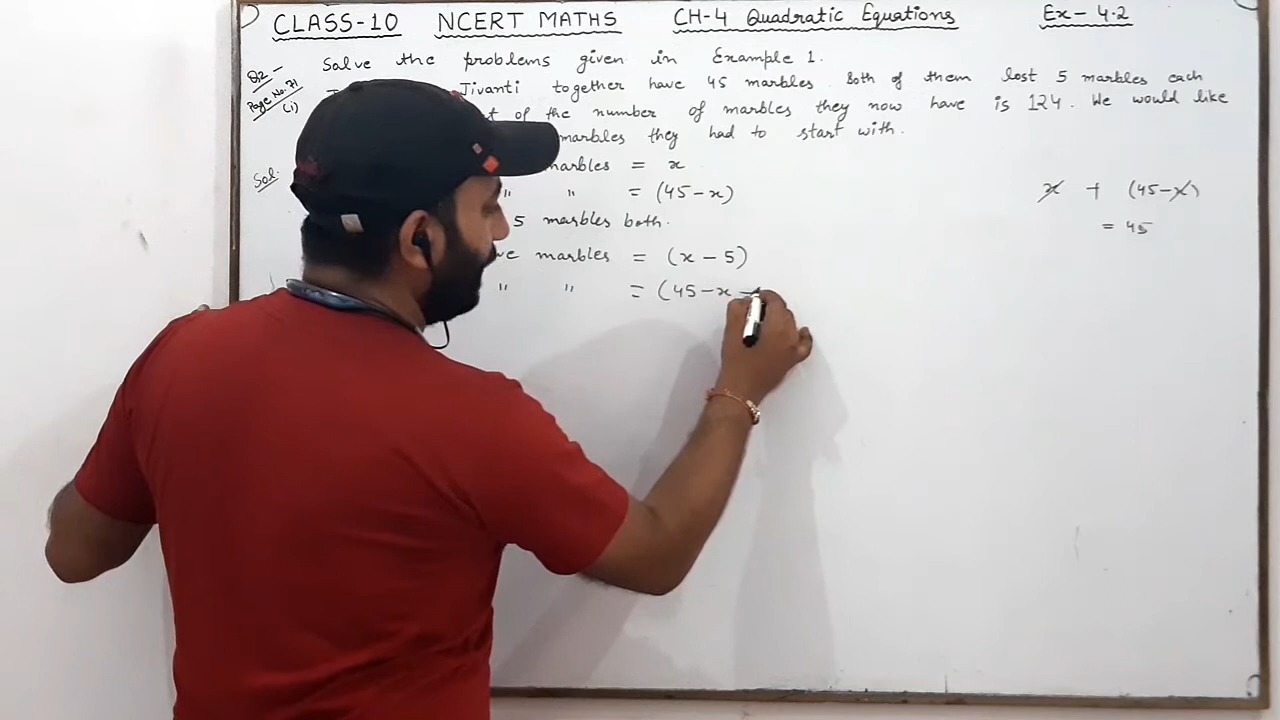 CLASS-10 NCERT MATHS CH-4 Quadratic Equations Ex-4.2
Q2- Solve the problems given in Example 1.
Page No.71
(i) Jivanti together have 45 marbles. Both of them lost 5 marbles each
of the number of marbles they now have is 124. We would like
marbles they had to start with.
Sol. marbles = x
" " = (45-x)
5 marbles both.
marbles = (x-5)
" " = (45-x-
x + (45-x)
= 45